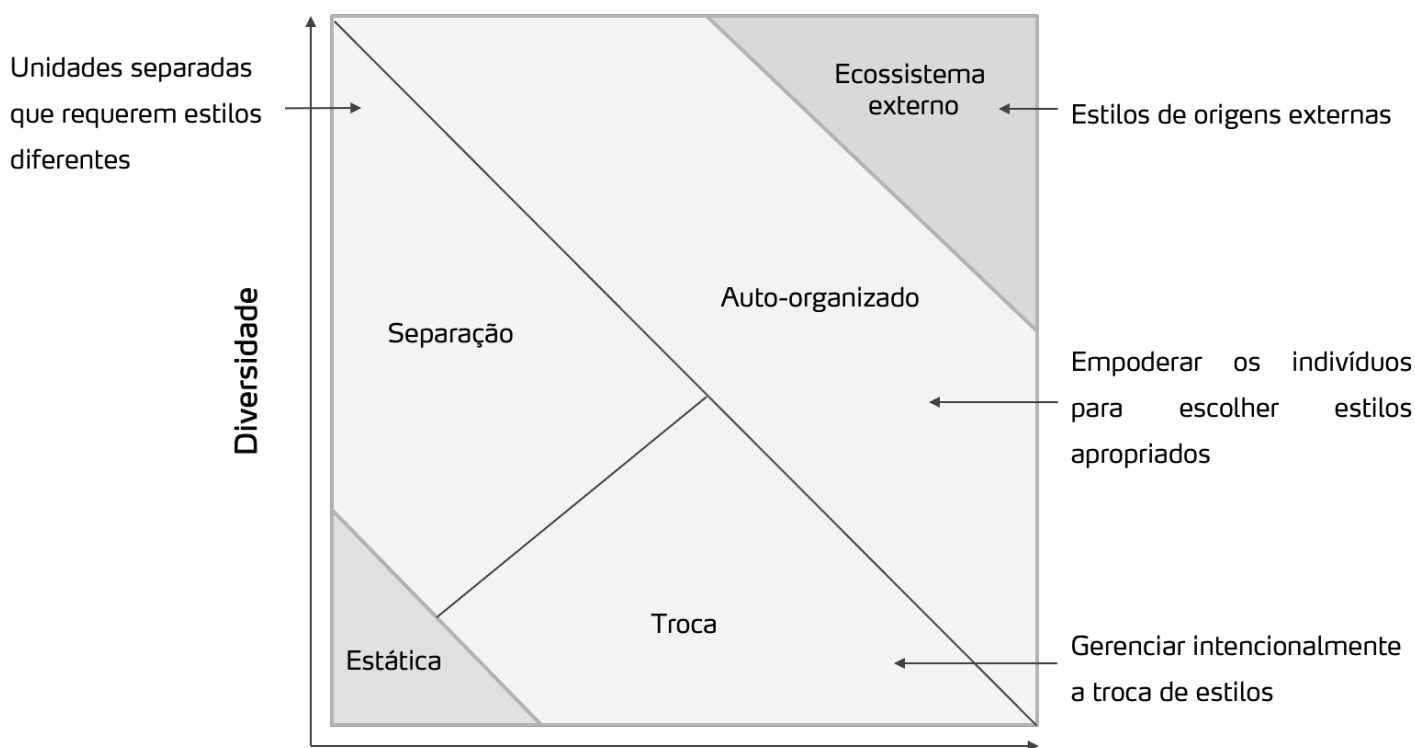 Unidades separadas
que requerem estilos
diferentes
Ecossistema
externo
Estilos de origens externas
Auto-organizado
Separação
Diversidade
Empoderar os indivíduos
para escolher estilos
apropriados
Troca
Estática
Gerenciar intencionalmente
a troca de estilos